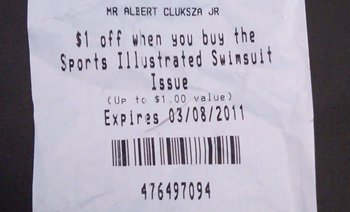 MR ALBERT CLUKSZA JR
$1 off when you buy the
Sports Illustrated Swimsuit
Issue
(Up to $1.00 value)
Expires 03/08/2011
476497094